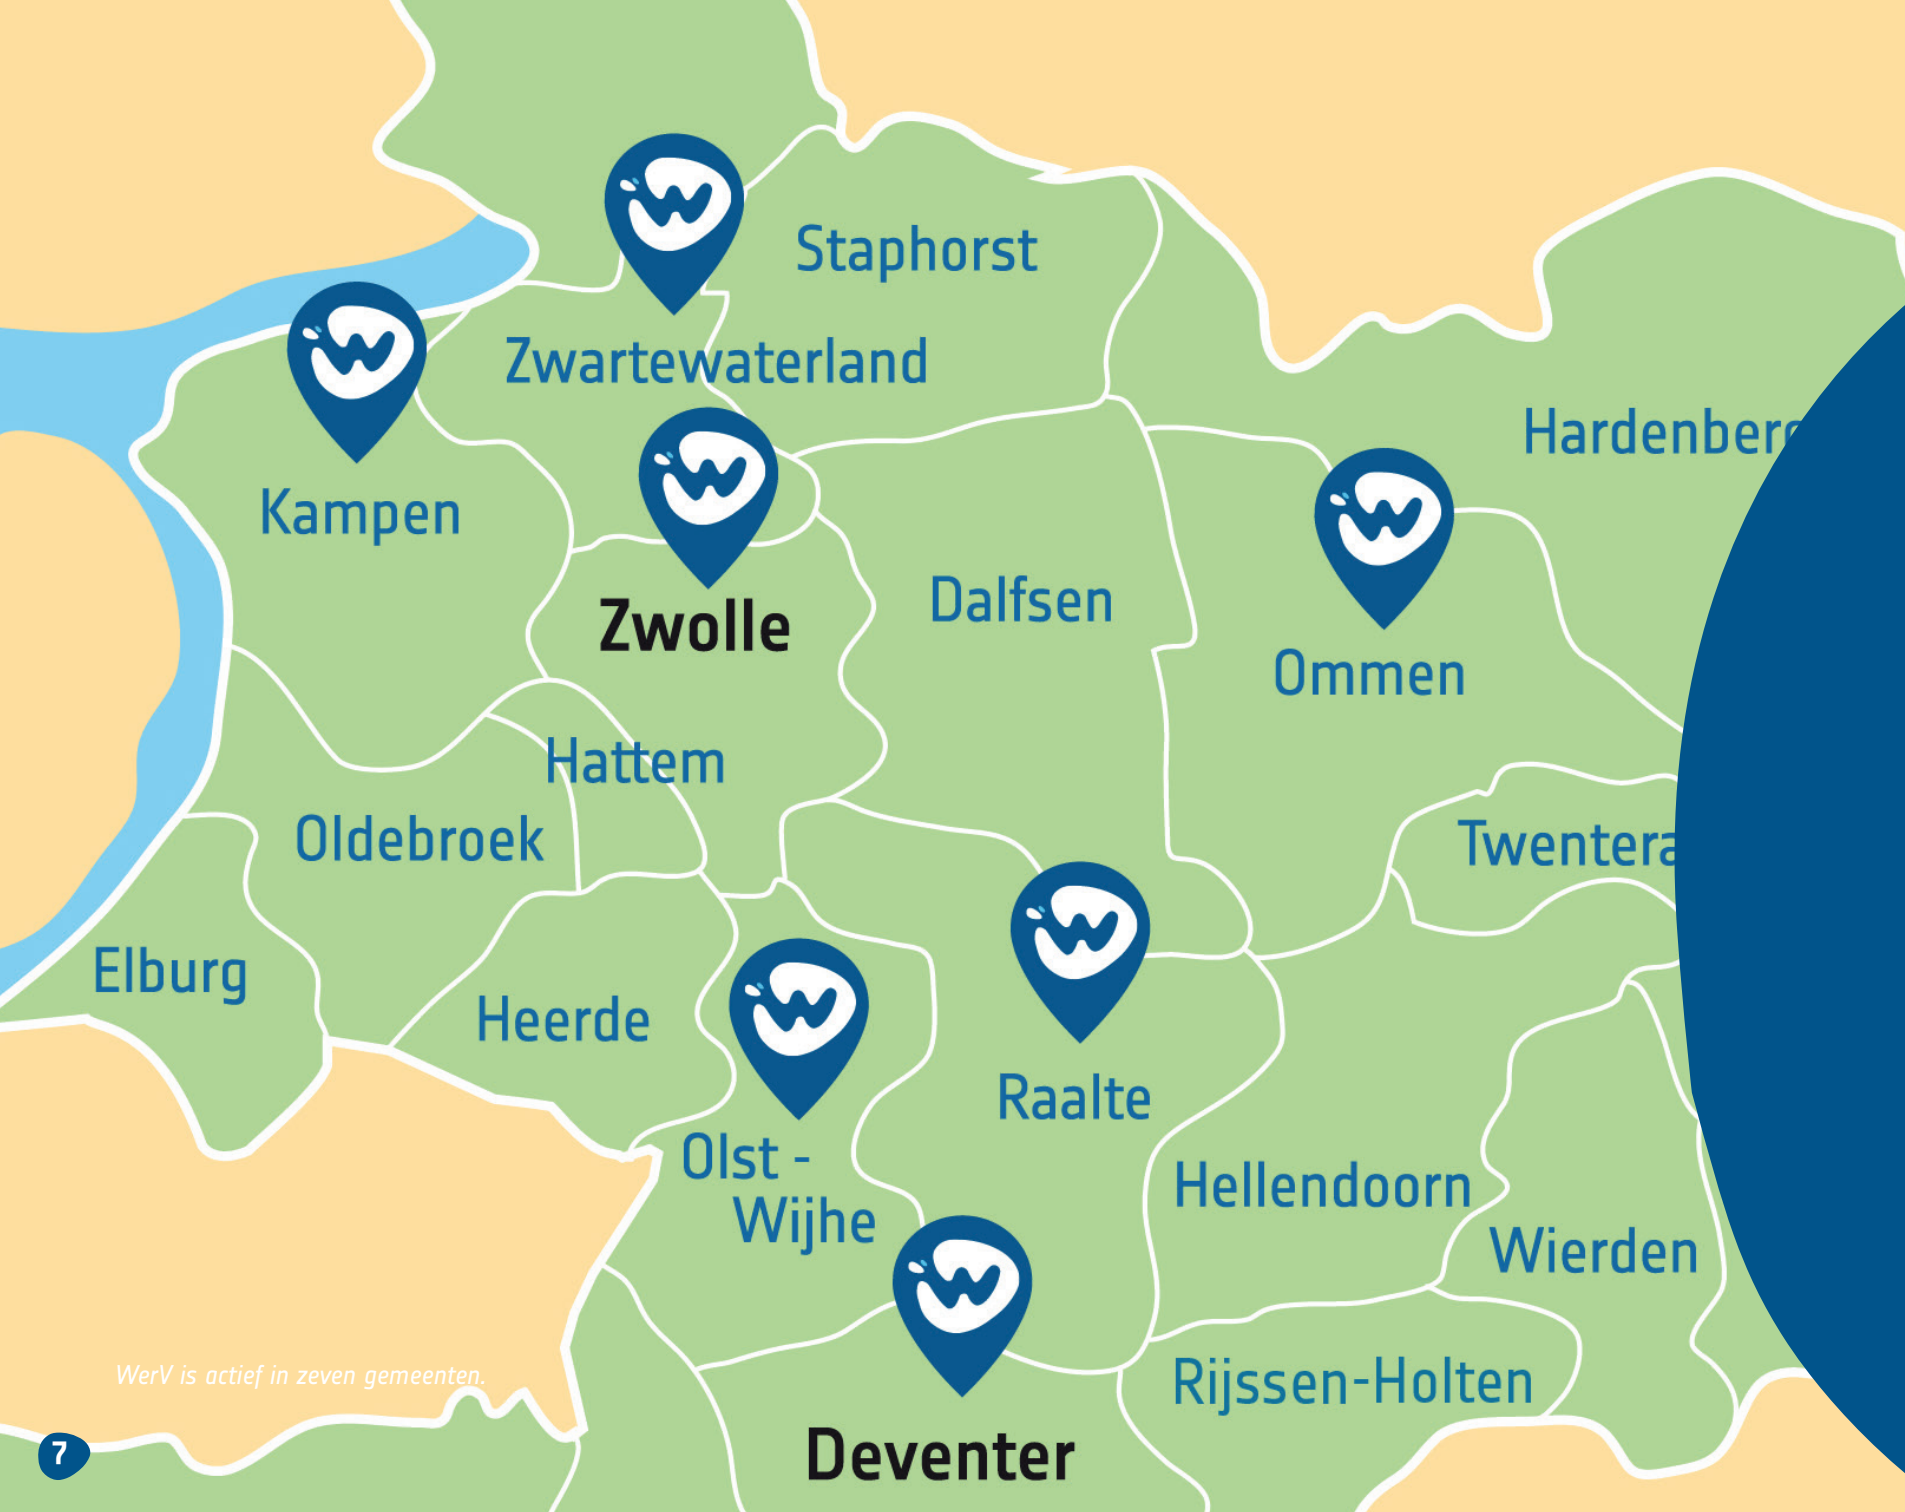 Staphorst
Zwartewaterland
Hardenberg
Kampen
Dalfsen
Zwolle
Ommen
Hattem
Oldebroek
Twentera
Elburg
Heerde
Raalte
Olst -
Wijhe
Hellendoorn
Wierden
Rijssen-Holten
WerV is actief in zeven gemeenten.
Deventer
7